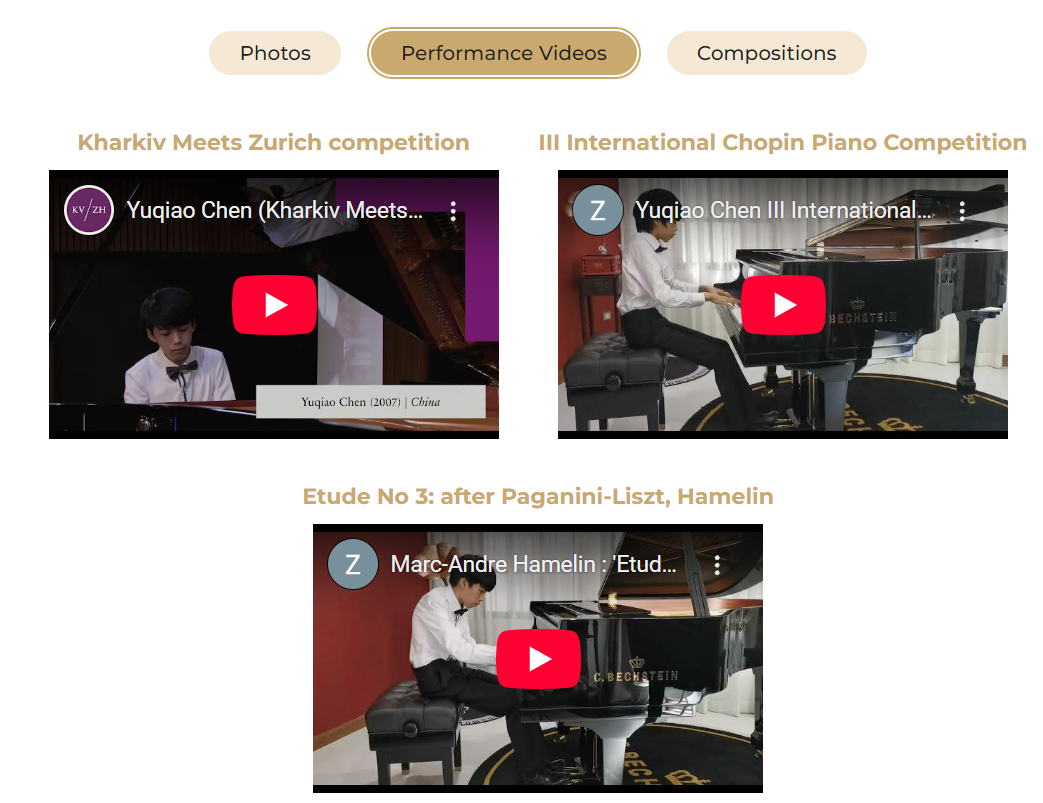 Photos
Performance Videos
Compositions
Kharkiv Meets Zurich competition
III International Chopin Piano Competition
KV/ZH
Yuqiao Chen (Kharkiv Meets...
Yuqiao Chen (2007) | China
Z
Yuqiao Chen III International...
BECHSTEIN
Etude No 3: after Paganini-Liszt, Hamelin
Z
Marc-Andre Hamelin : 'Etud...
C. BECHSTEIN